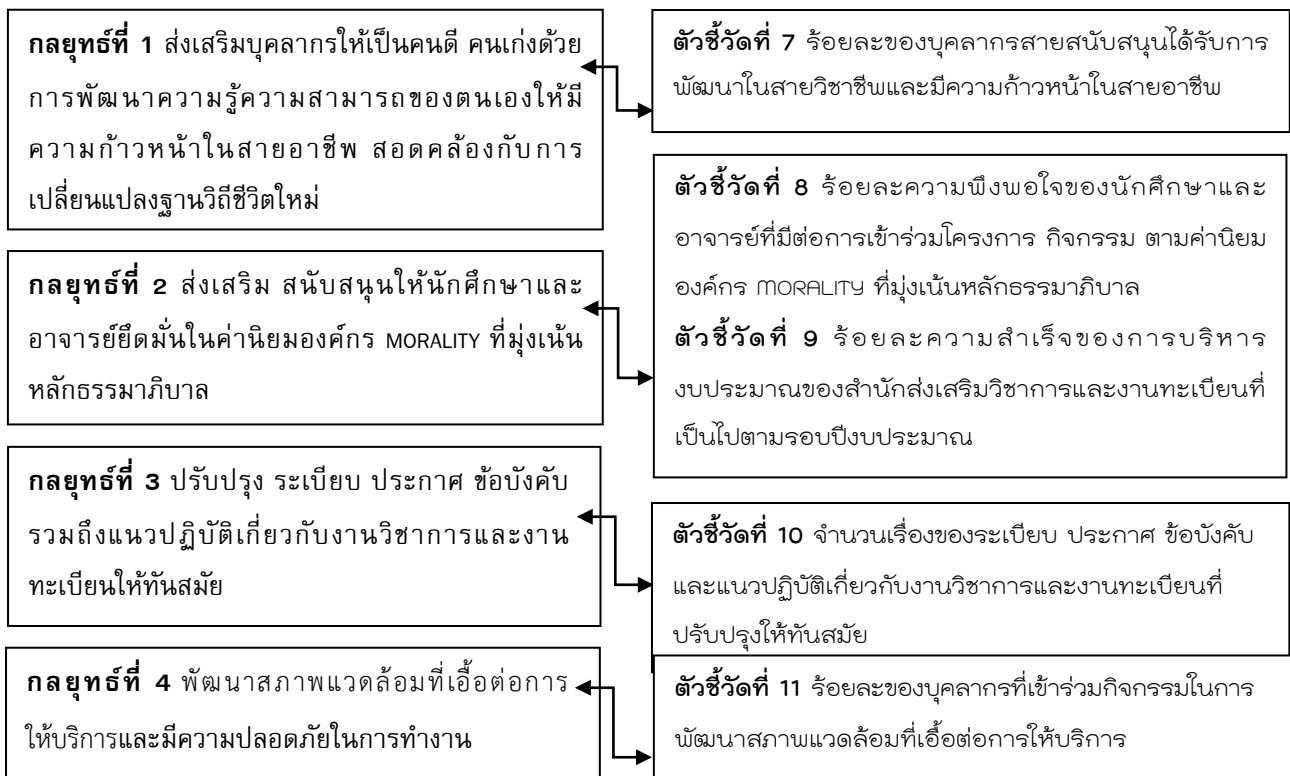 กลยุทธ์ที่ 1 ส่งเสริมบุคลากรให้เป็นคนดี คนเก่งด้วย
การพัฒนาความรู้ความสามารถของตนเองให้มี
ความก้าวหน้าในสายอาชีพ สอดคล้องกับการ
เปลี่ยนแปลงฐานวิถีชีวิตใหม่
ตัวชี้วัดที่ 7 ร้อยละของบุคลากรสายสนับสนุนได้รับการ
พัฒนาในสายวิชาชีพและมีความก้าวหน้าในสายอาชีพ
กลยุทธ์ที่ 2 ส่งเสริม สนับสนุนให้นักศึกษาและ
อาจารย์ยึดมั่นในค่านิยมองค์กร MORALITY ที่มุ่งเน้น
หลักธรรมาภิบาล
ตัวชี้วัดที่ 8 ร้อยละความพึงพอใจของนักศึกษาและ
อาจารย์ที่มีต่อการเข้าร่วมโครงการ กิจกรรม ตามค่านิยม
องค์กร MORALITY ที่มุ่งเน้นหลักธรรมาภิบาล
ตัวชี้วัดที่ 9 ร้อยละความสำเร็จของการบริหาร
งบประมาณของสำนักส่งเสริมวิชาการและงานทะเบียนที่
เป็นไปตามรอบปีงบประมาณ
กลยุทธ์ที่ 3 ปรับปรุง ระเบียบ ประกาศ ข้อบังคับ
รวมถึงแนวปฏิบัติเกี่ยวกับงานวิชาการและงาน
ทะเบียนให้ทันสมัย
ตัวชี้วัดที่ 10 จำนวนเรื่องของระเบียบ ประกาศ ข้อบังคับ
และแนวปฏิบัติเกี่ยวกับงานวิชาการและงานทะเบียนที่
ปรับปรุงให้ทันสมัย
กลยุทธ์ที่ 4 พัฒนาสภาพแวดล้อมที่เอื้อต่อการ
ให้บริการและมีความปลอดภัยในการทำงาน
ตัวชี้วัดที่ 11 ร้อยละของบุคลากรที่เข้าร่วมกิจกรรมในการ
พัฒนาสภาพแวดล้อมที่เอื้อต่อการให้บริการ